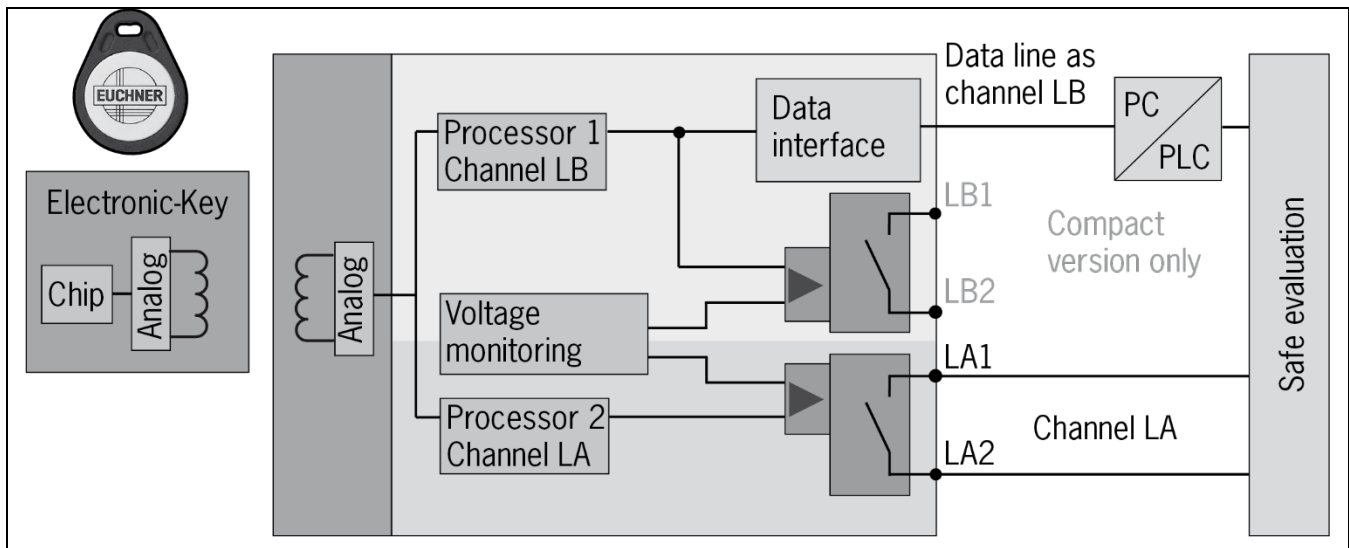 EUCHNER
Electronic-Key
Chip
Analog
Analog
Processor 1
Channel LB
Data
interface
Voltage
monitoring
Processor 2
Channel LA
Data line as
channel LB
PC
PLC
LB1
LB2
Compact
version only
LA1
Channel LA
LA2
Safe evaluation